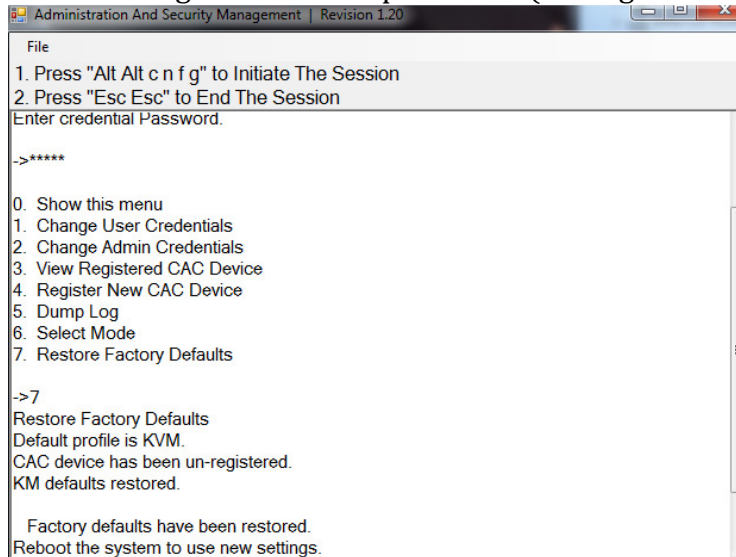 Administration And Security Management | Revision 1.20
File
1. Press "Alt Alt c n f g" to Initiate The Session
2. Press "Esc Esc" to End The Session
Enter credential Password.
->*****
0. Show this menu
1. Change User Credentials
2. Change Admin Credentials
3. View Registered CAC Device
4. Register New CAC Device
5. Dump Log
6. Select Mode
7. Restore Factory Defaults
->7
Restore Factory Defaults
Default profile is KVM.
CAC device has been un-registered.
KM defaults restored.
Factory defaults have been restored.
Reboot the system to use new settings.